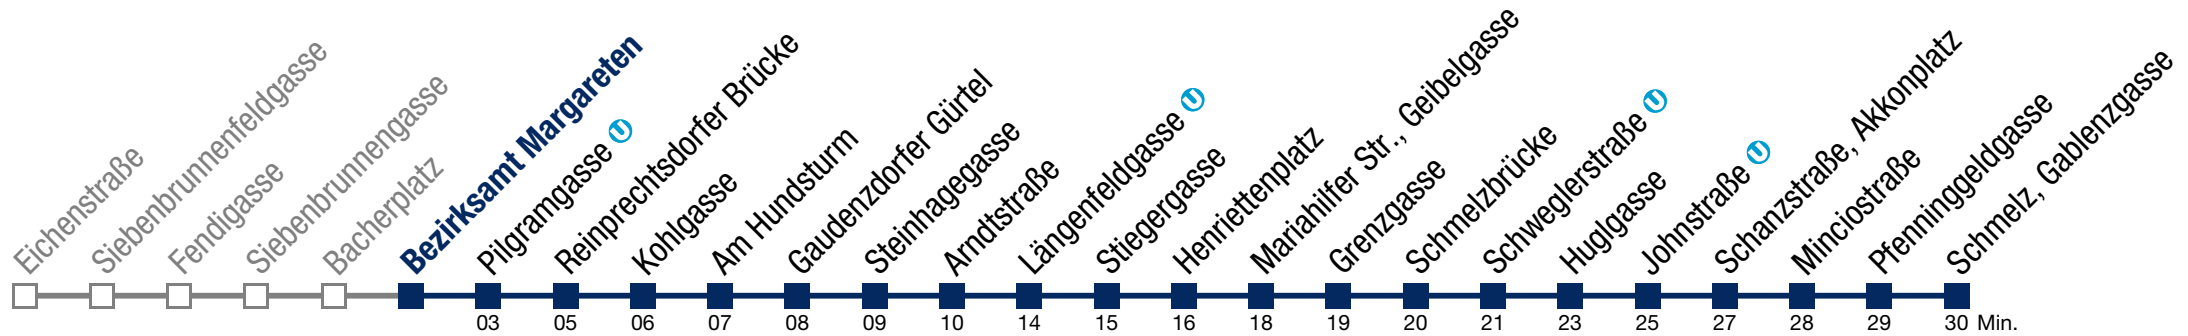 Eichenstraße
Siebenbrunnenfeldgasse
Fendigasse
Siebenbrunnengasse
Bacherplatz
Bezirksamt Margareten
Pilgramgasse U
Reinprechtsdorfer Brücke
Kohlgasse
Am Hundsturm
Gaudenzdorfer Gürtel
Steinhagegasse
Arndtstraße
Längenfeldgasse U
Stiegergasse
Henriettenplatz
Mariahilfer Str., Geibelgasse
Grenzgasse
Schmelzbrücke
Schweglerstraße U
Huglgasse
Johnstraße U
Schanzstraße, Akkonplatz
Minciostraße
Pfenninggeldgasse
Schmelz, Gablenzgasse
03 05 06 07 08 09 10 14 15 16 18 19 20 21 23 25 27 28 29 30 Min.